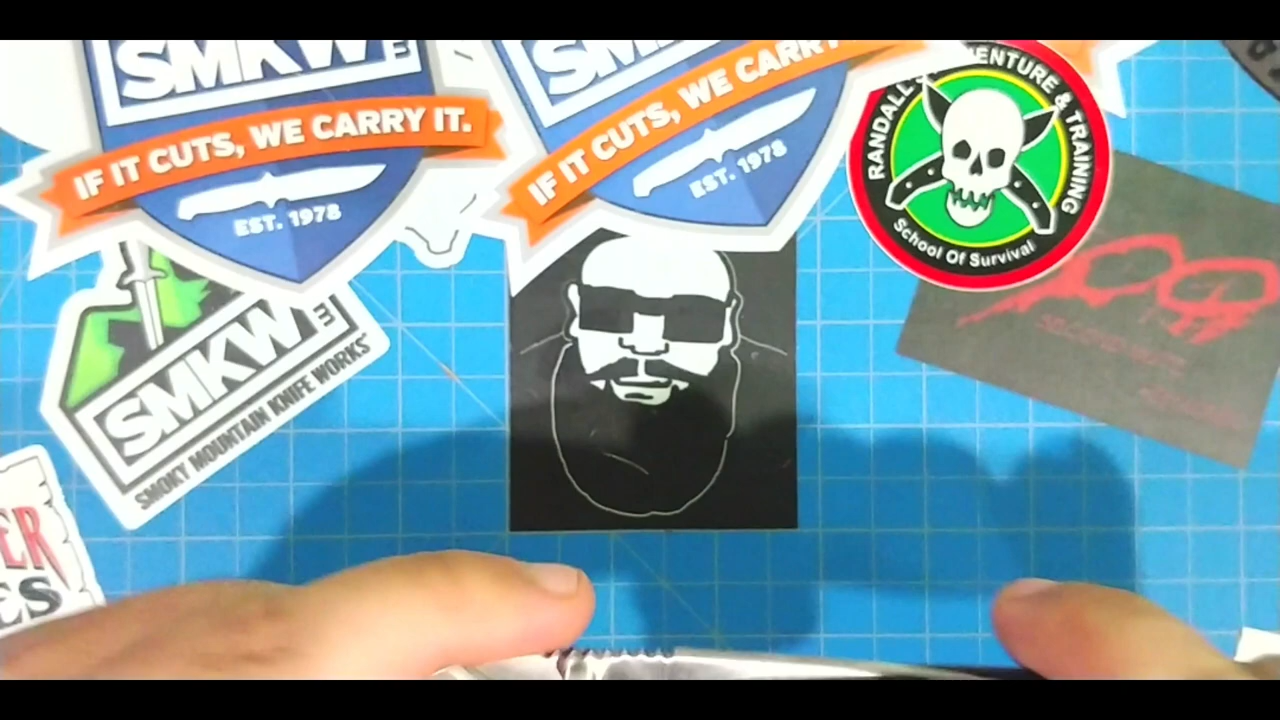 SMKW
IF IT CUTS, WE CARRY IT.
EST. 1978
SMKW
IF IT CUTS, WE CARRY
EST. 1978
RANDALL'S
VENTURE & TRAINING
School Of Survival
SMKW
SMOKY MOUNTAIN KNIFE WORKS
ER
ES